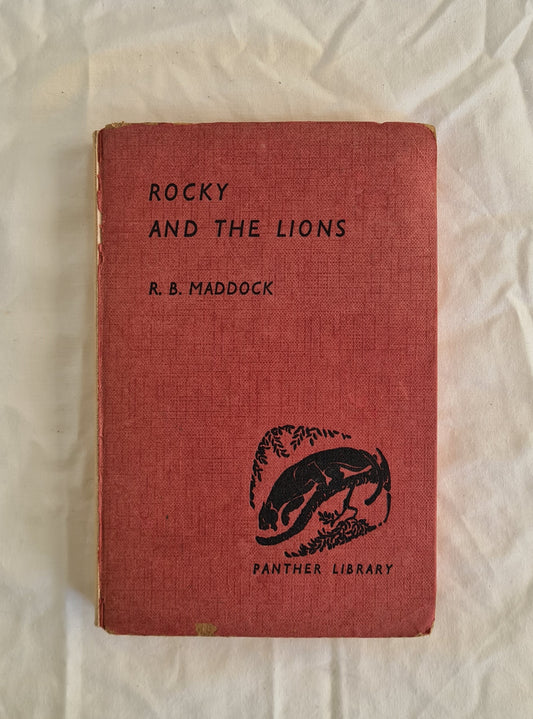 ROCKY
AND THE LIONS
R. B. MADDOCK
PANTHER LIBRARY